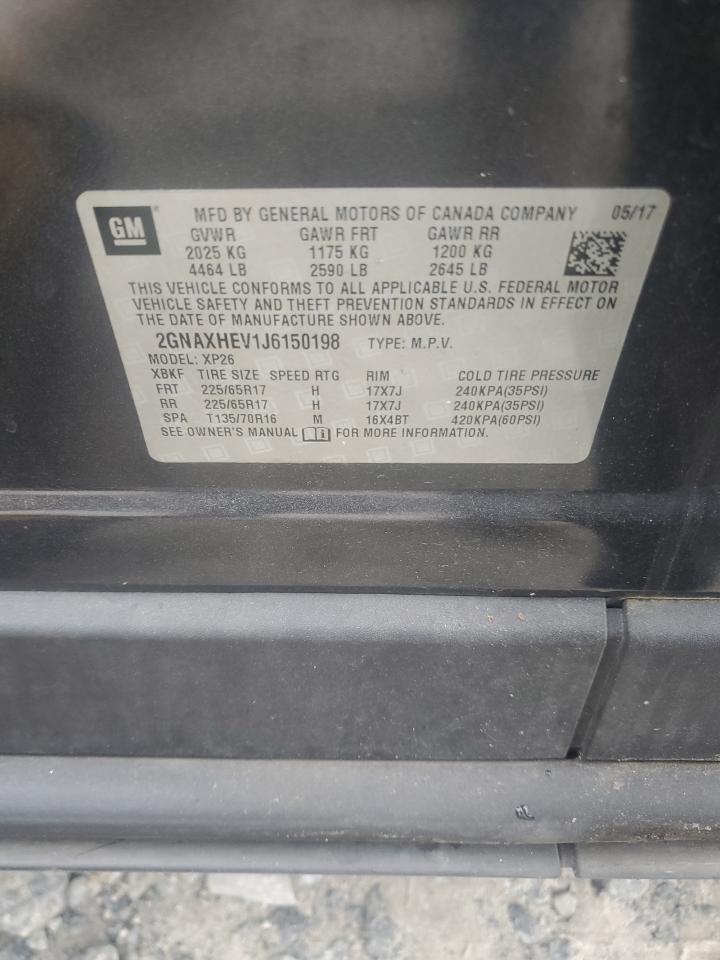 GM MFD BY GENERAL MOTORS OF CANADA COMPANY 05/17
GVWR GAWR FRT GAWR RR
2025 KG 1175 KG 1200 KG
4464 LB 2590 LB 2645 LB
THIS VEHICLE CONFORMS TO ALL APPLICABLE U.S. FEDERAL MOTOR
VEHICLE SAFETY AND THEFT PREVENTION STANDARDS IN EFFECT ON
THE DATE OF MANUFACTURE SHOWN ABOVE.
2GNAXHEV1J6150198 TYPE: M.P.V.
MODEL: XP26
XBKF TIRE SIZE SPEED RTG RIM COLD TIRE PRESSURE
FRT 225/65R17 H 17X7J 240KPA(35PSI)
RR 225/65R17 H 17X7J 240KPA(35PSI)
SPA T135/70R16 M 16X4BT 420KPA(60PSI)
SEE OWNER'S MANUAL FOR MORE INFORMATION.